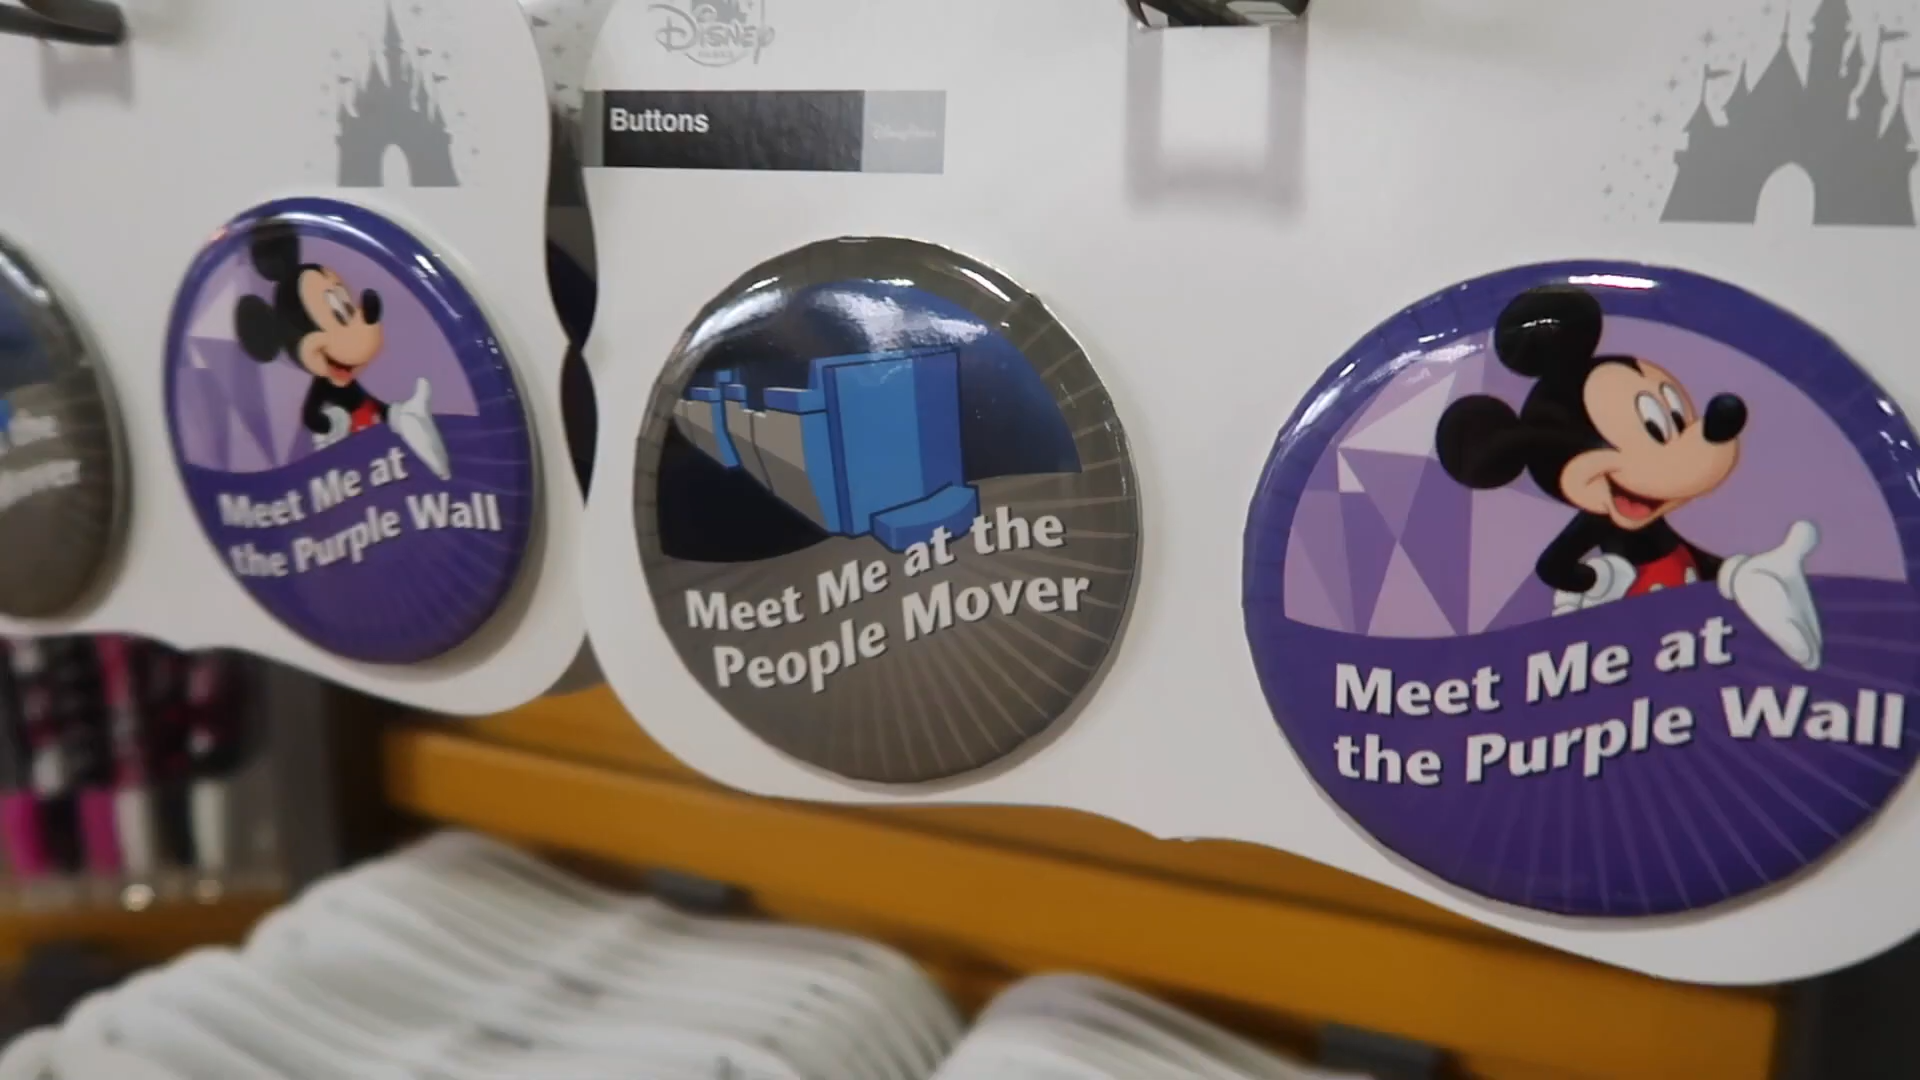 Disney
PARKS
Buttons
Meet Me at
the Purple Wall
Meet Me at the
People Mover
Meet Me at
the Purple Wall